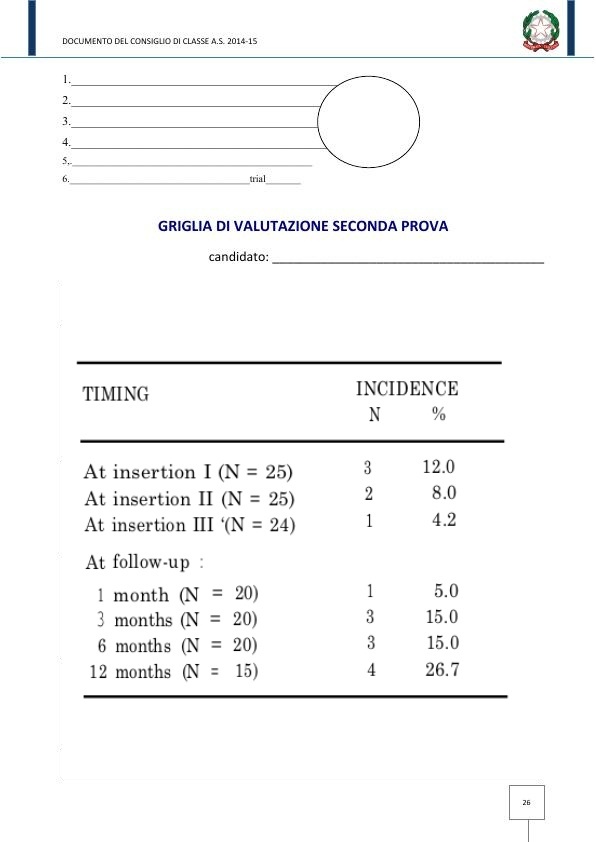 DOCUMENTO DEL CONSIGLIO DI CLASSE A.S. 2014-15
1.
2.
3.
4.
5,.
6. trial
GRIGLIA DI VALUTAZIONE SECONDA PROVA
candidato:
TIMING INCIDENCE
N %
At insertion I (N = 25) 3 12.0
At insertion II (N = 25) 2 8.0
At insertion III ‘(N = 24) 1 4.2
At follow-up :
1 month (N = 20) 1 5.0
3 months (N = 20) 3 15.0
6 months (N = 20) 3 15.0
12 months (N = 15) 4 26.7
26